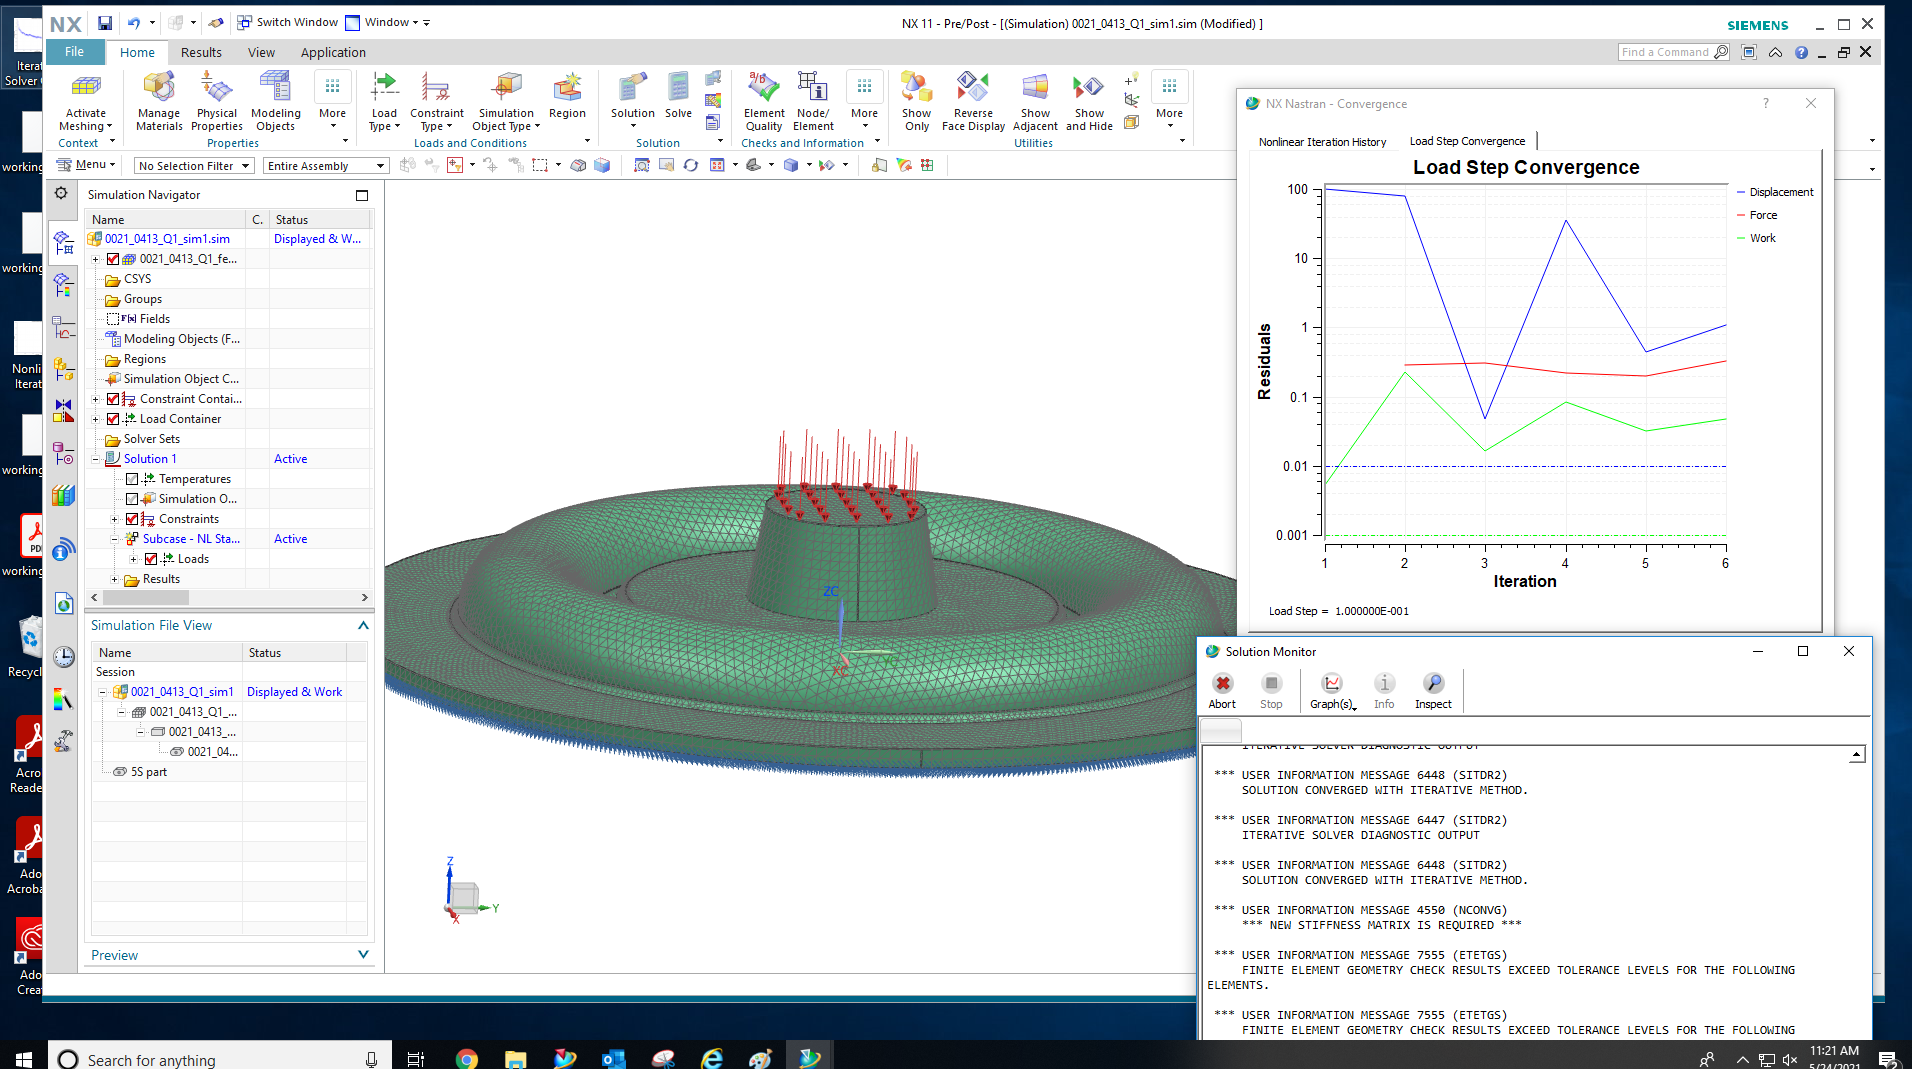 NX
Switch Window
Window
NX 11 - Pre/Post - [(Simulation) 0021_0413_Q1_sim1.sim (Modified) ]
SIEMENS
File
Home
Results
View
Application
Find a Command
Activate Meshing
Manage Materials
Physical Properties
Modeling Objects
More
Load Type
Constraint Type
Simulation Object Type
Region
Solution
Solve
Element Quality
Node/ Element
More
Show Only
Reverse Face Display
Show Adjacent
Show and Hide
More
Context
Properties
Loads and Conditions
Solution
Checks and Information
Utilities
Menu
No Selection Filter
Entire Assembly
Simulation Navigator
Name
C.
Status
0021_0413_Q1_sim1.sim
Displayed & W...
0021_0413_Q1_fe...
CSYS
Groups
Fields
Modeling Objects (F...
Regions
Simulation Object C...
Constraint Contai...
Load Container
Solver Sets
Solution 1
Active
Temperatures
Simulation O...
Constraints
Subcase - NL Sta...
Active
Loads
Results
Simulation File View
Name
Status
Session
0021_0413_Q1_sim1
Displayed & Work
0021_0413_Q1_...
0021_0413_...
0021_04...
5S part
Preview
ZC
XC
Z
Y
X
NX Nastran - Convergence
?
Nonlinear Iteration History
Load Step Convergence
Load Step Convergence
Residuals
100
10
1
0.1
0.01
0.001
1
2
3
4
5
6
Iteration
Displacement
Force
Work
Load Step = 1.000000E-001
Solution Monitor
Abort
Stop
Graph(s)
Info
Inspect
ITERATIVE SOLVER DIAGNOSTIC OUTPUT
*** USER INFORMATION MESSAGE 6448 (SITDR2)
SOLUTION CONVERGED WITH ITERATIVE METHOD.
*** USER INFORMATION MESSAGE 6447 (SITDR2)
ITERATIVE SOLVER DIAGNOSTIC OUTPUT
*** USER INFORMATION MESSAGE 6448 (SITDR2)
SOLUTION CONVERGED WITH ITERATIVE METHOD.
*** USER INFORMATION MESSAGE 4550 (NCONVG)
*** NEW STIFFNESS MATRIX IS REQUIRED ***
*** USER INFORMATION MESSAGE 7555 (ETETGS)
FINITE ELEMENT GEOMETRY CHECK RESULTS EXCEED TOLERANCE LEVELS FOR THE FOLLOWING
ELEMENTS.
*** USER INFORMATION MESSAGE 7555 (ETETGS)
FINITE ELEMENT GEOMETRY CHECK RESULTS EXCEED TOLERANCE LEVELS FOR THE FOLLOWING
Iterat
Solver
working
working
Nonli
Iterat
working
PDF
working
Recycl
Acro
Reade
Ado
Acroba
Ado
Crea
Search for anything
11:21 AM
5/24/2021